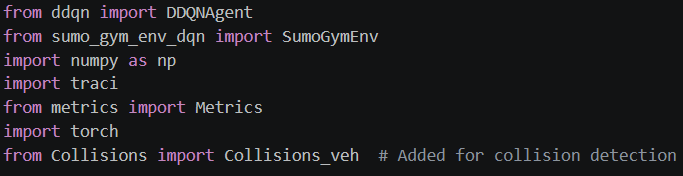 from ddqn import DDQNAgent
from sumo_gym_env_dqn import SumoGymEnv
import numpy as np
import traci
from metrics import Metrics
import torch
from Collisions import Collisions_veh  # Added for collision detection